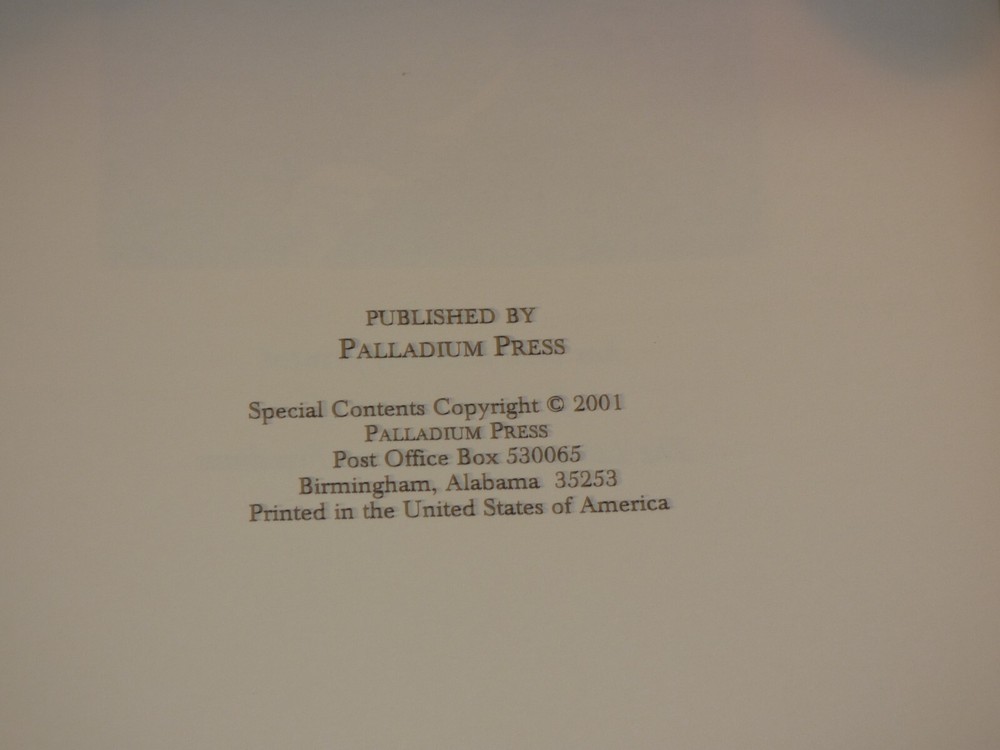 PUBLISHED BY
PALLADIUM PRESS
Special Contents Copyright © 2001
PALLADIUM PRESS
Post Office Box 530065
Birmingham, Alabama 35253
Printed in the United States of America